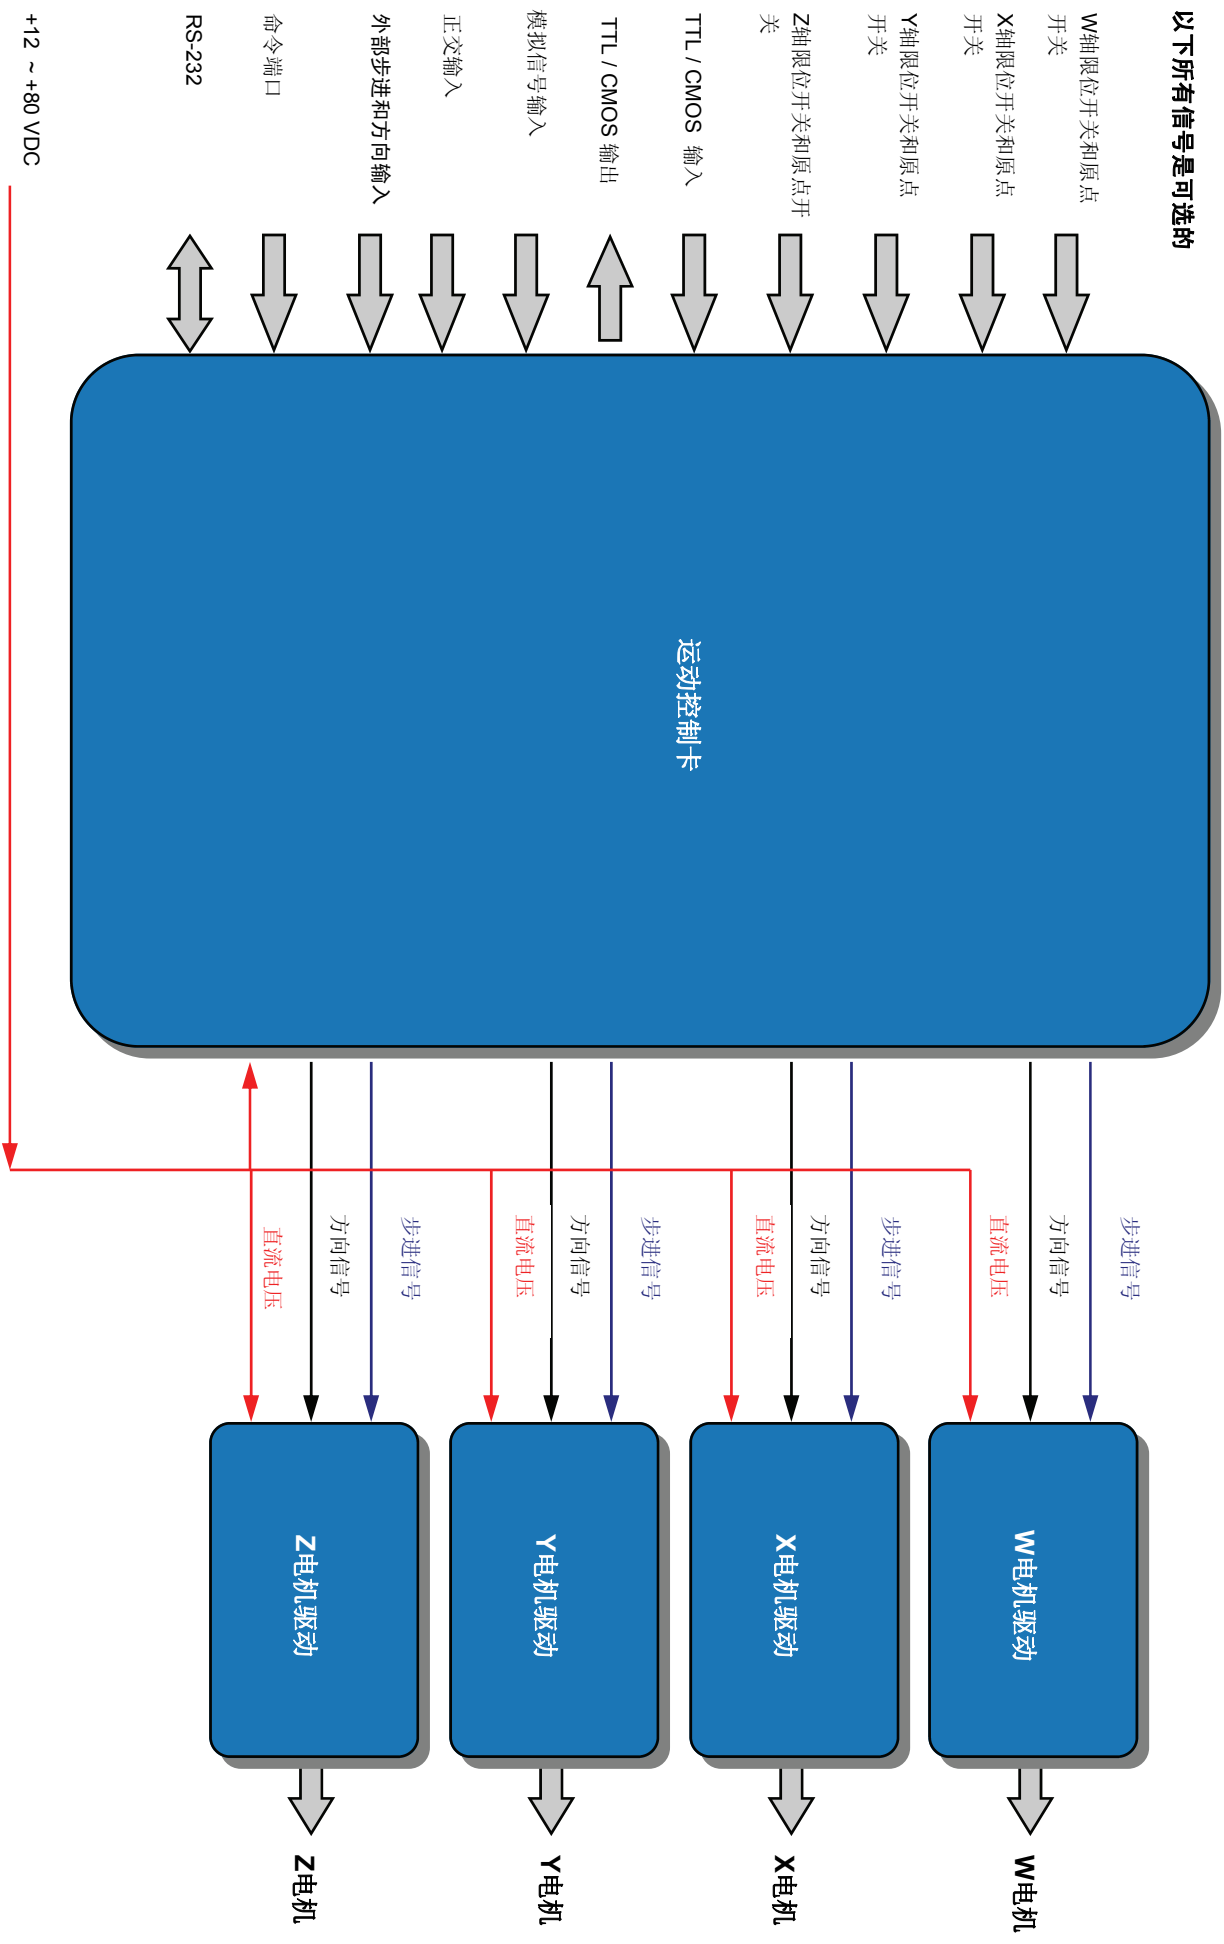 以下所有信号是可选的
W轴限位开关和原点
开关
X轴限位开关和原点
开关
Y轴限位开关和原点
开关
Z轴限位开关和原点开
关
TTL / CMOS 输入
TTL / CMOS 输出
模拟信号输入
正交输入
外部步进和方向输入
命令端口
RS-232
+12 ~ +80 VDC
运动控制卡
步进信号
方向信号
直流电压
步进信号
方向信号
直流电压
步进信号
方向信号
直流电压
步进信号
方向信号
直流电压
W电机驱动
X电机驱动
Y电机驱动
Z电机驱动
W电机
X电机
Y电机
Z电机